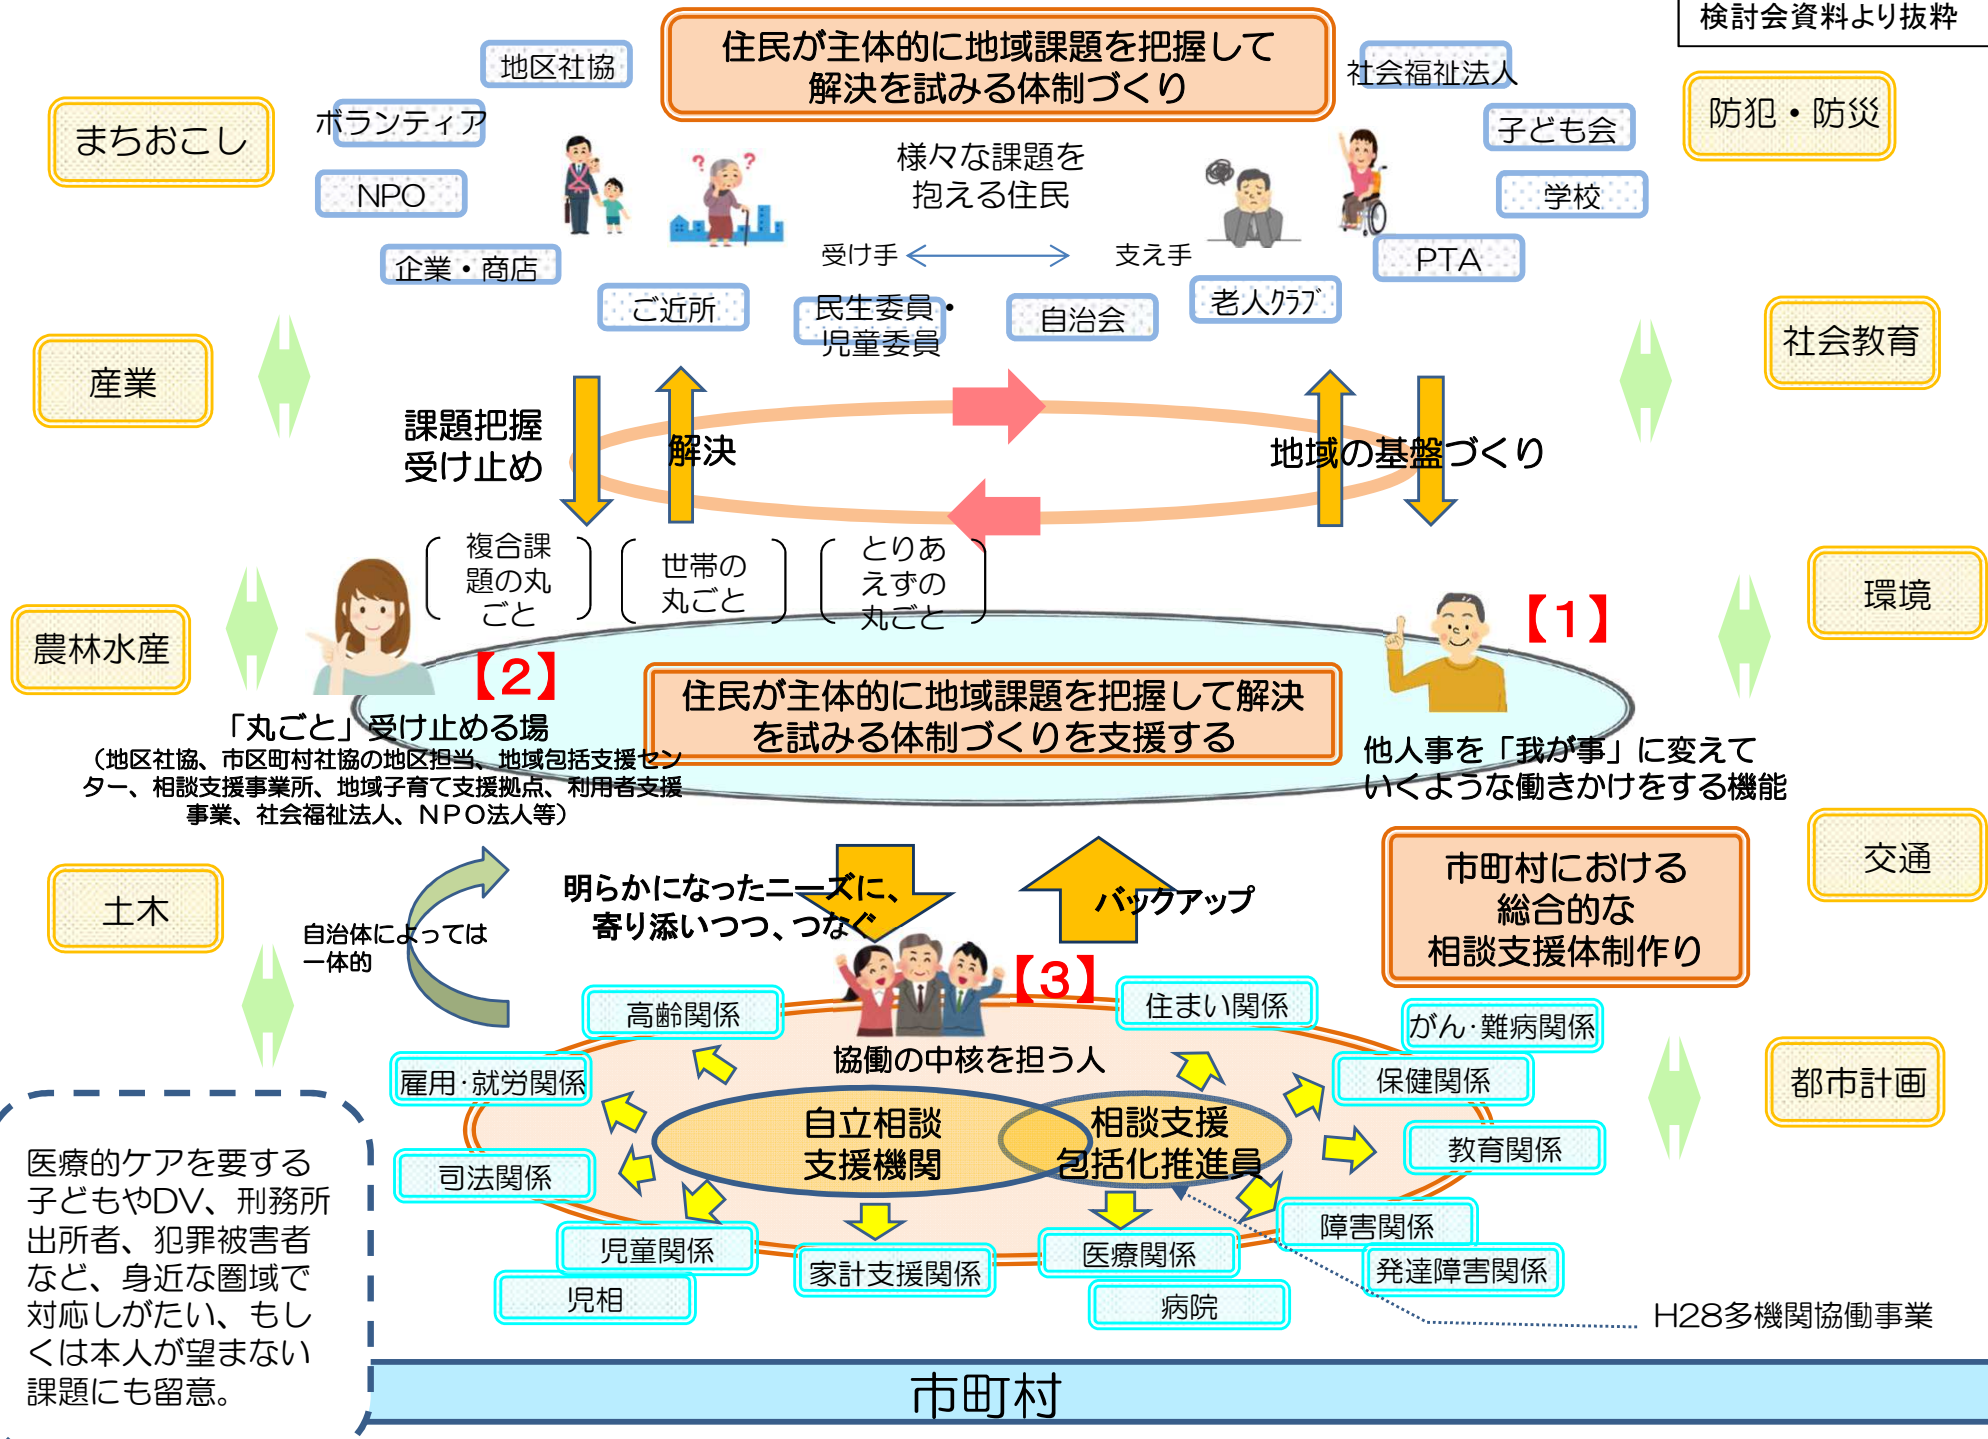 検討会資料より抜粋
住民が主体的に地域課題を把握して
解決を試みる体制づくり
地区社協
社会福祉法人
まちおこし
ボランティア
子ども会
防犯・防災
NPO
学校
様々な課題を
抱える住民
? ?
企業・商店
受け手
支え手
PTA
ご近所
民生委員・
児童委員
自治会
老人クラブ
産業
社会教育
課題把握
受け止め
解決
地域の基盤づくり
複合課
題の丸
ごと
世帯の
丸ごと
とりあ
えずの
丸ごと
農林水産
環境
【1】
【2】
住民が主体的に地域課題を把握して解決
を試みる体制づくりを支援する
「丸ごと」受け止める場
（地区社協、市区町村社協の地区担当、地域包括支援セン
ター、相談支援事業所、地域子育て支援拠点、利用者支援
事業、社会福祉法人、NPO法人等）
他人事を「我が事」に変えて
いくような働きかけをする機能
土木
交通
自治体によっては
一体的
明らかになったニーズに、
寄り添いつつ、つなぐ
バックアップ
市町村における
総合的な
相談支援体制作り
【3】
協働の中核を担う人
高齢関係
住まい関係
がん・難病関係
雇用・就労関係
保健関係
都市計画
自立相談
支援機関
相談支援
包括化推進員
司法関係
教育関係
児童関係
児相
家計支援関係
医療関係
病院
障害関係
発達障害関係
H28多機関協働事業
医療的ケアを要する
子どもやDV、刑務所
出所者、犯罪被害者
など、身近な圏域で
対応しがたい、もし
くは本人が望まない
課題にも留意。
市町村